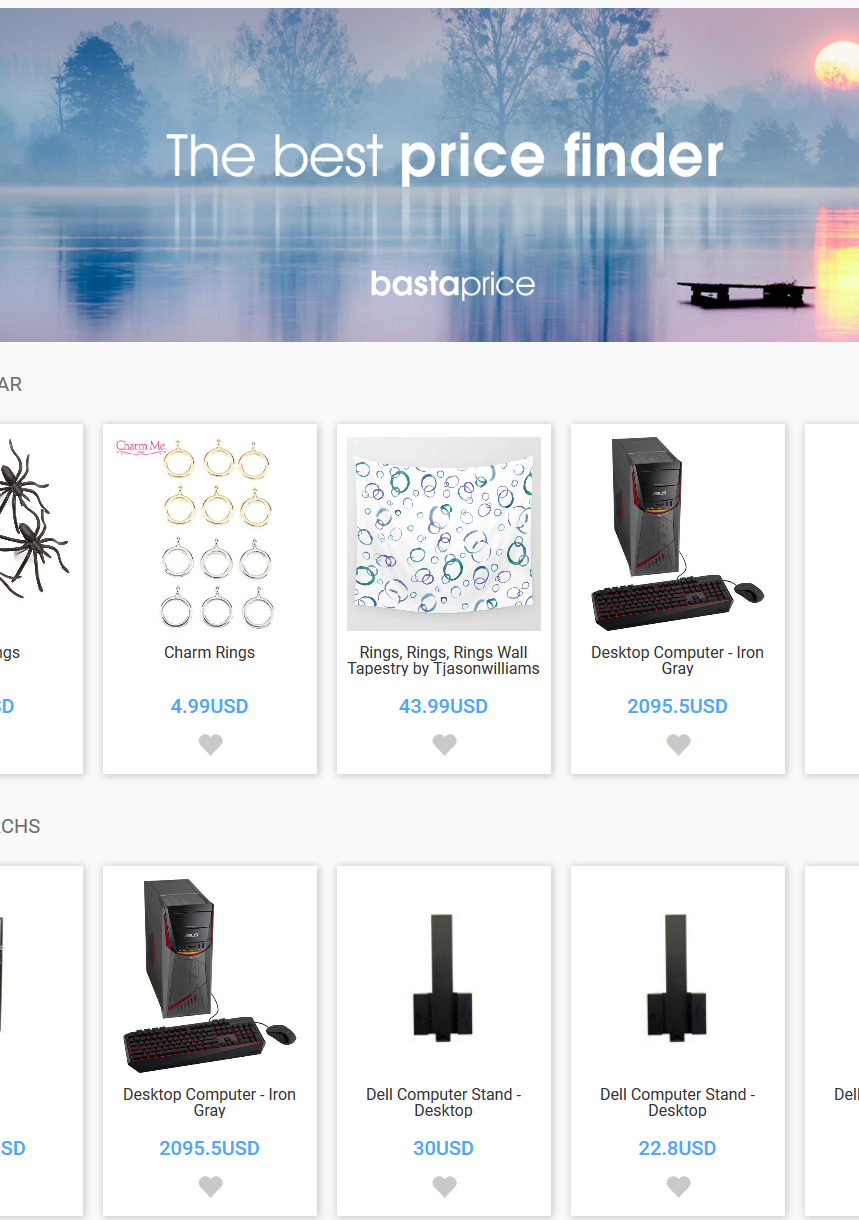 The best price finder
bastaprice
AR
ngs
Charm Me.
Charm Rings
Rings, Rings, Rings Wall
Tapestry by Tjasonwilliams
Desktop Computer - Iron
Gray
SD
4.99USD
43.99USD
2095.5USD
RCHS
Desktop Computer - Iron
Gray
Dell Computer Stand -
Desktop
Dell Computer Stand -
Desktop
Dell
SD
2095.5USD
30USD
22.8USD